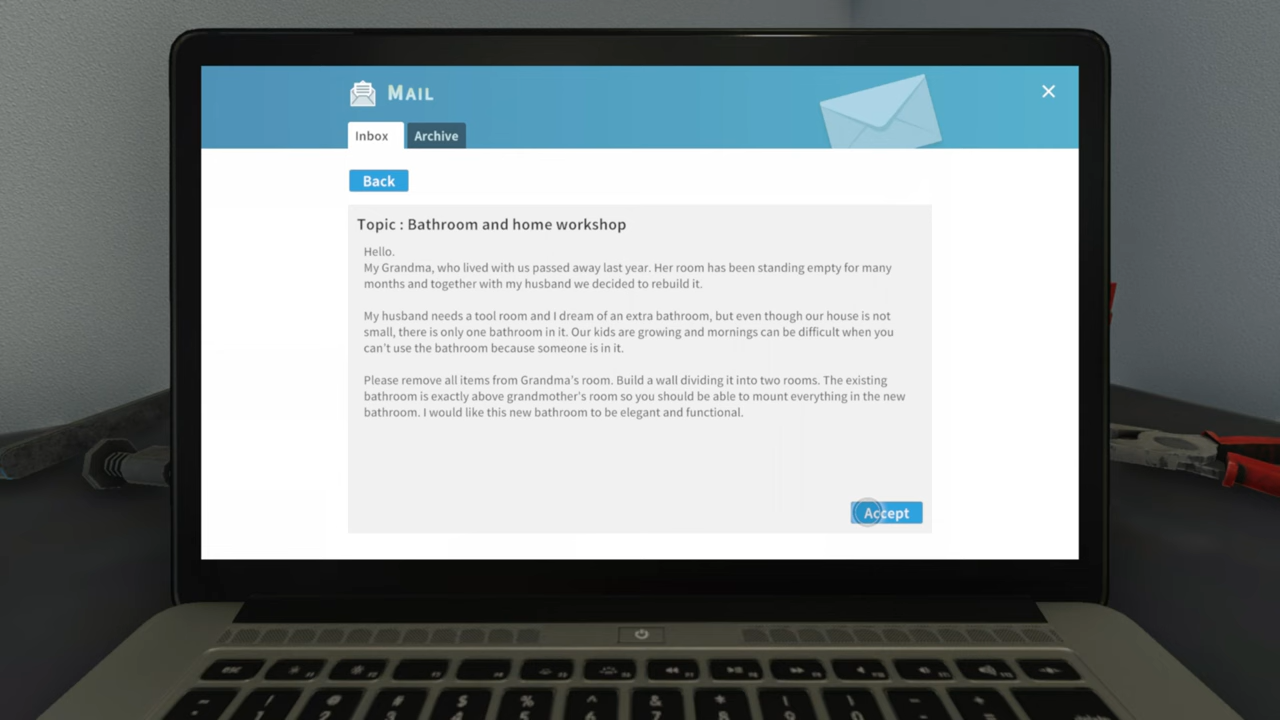 MAIL
Inbox
Archive
Back
Topic : Bathroom and home workshop
Hello.
My Grandma, who lived with us passed away last year. Her room has been standing empty for many
months and together with my husband we decided to rebuild it.
My husband needs a tool room and I dream of an extra bathroom, but even though our house is not
small, there is only one bathroom in it. Our kids are growing and mornings can be difficult when you
can't use the bathroom because someone is in it.
Please remove all items from Grandma's room. Build a wall dividing it into two rooms. The existing
bathroom is exactly above grandmother's room so you should be able to mount everything in the new
bathroom. I would like this new bathroom to be elegant and functional.
Accept